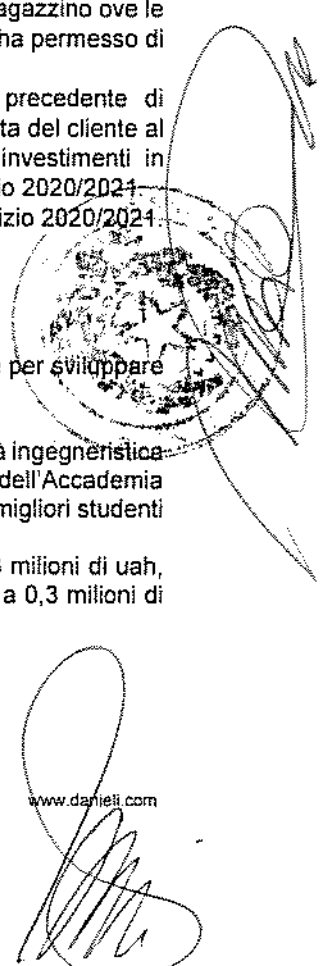 agazzino ove le
ha permesso di
precedente di
ta del cliente al
investimenti in
io 2020/2021.
izio 2020/2021.
per sviluppare
à ingegneristica
dell'Accademia
migliori studenti
milioni di uah,
a 0,3 milioni di
www.danieli.com